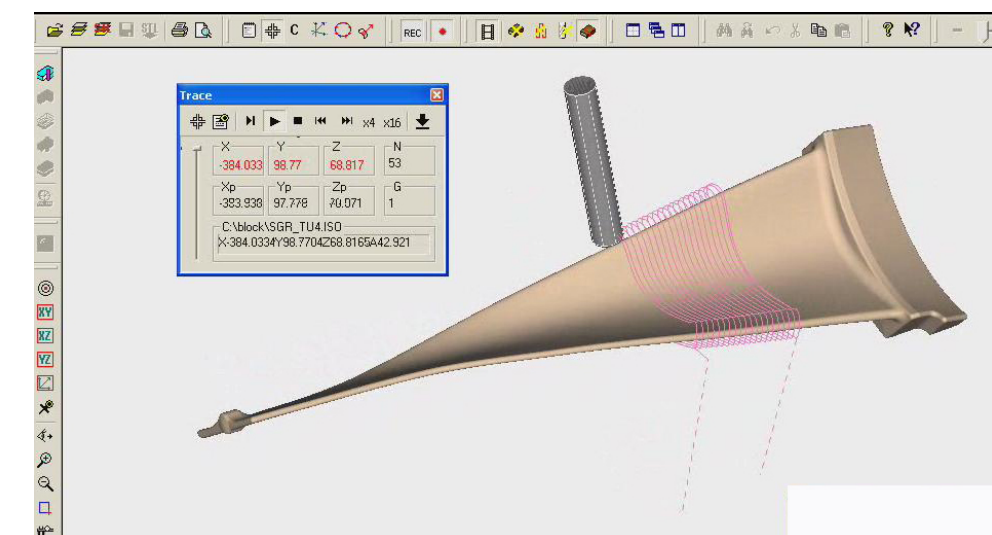 STL
C
REC
Trace
x4 x16
X Y Z N
-384.033 98.77 68.817 53
Xp Yp Zp G
-383.938 97.778 70.071 1
C:\block\SGR_TU4.ISO
X-384.0334Y98.7704Z68.8165A42.921
XY
XZ
YZ